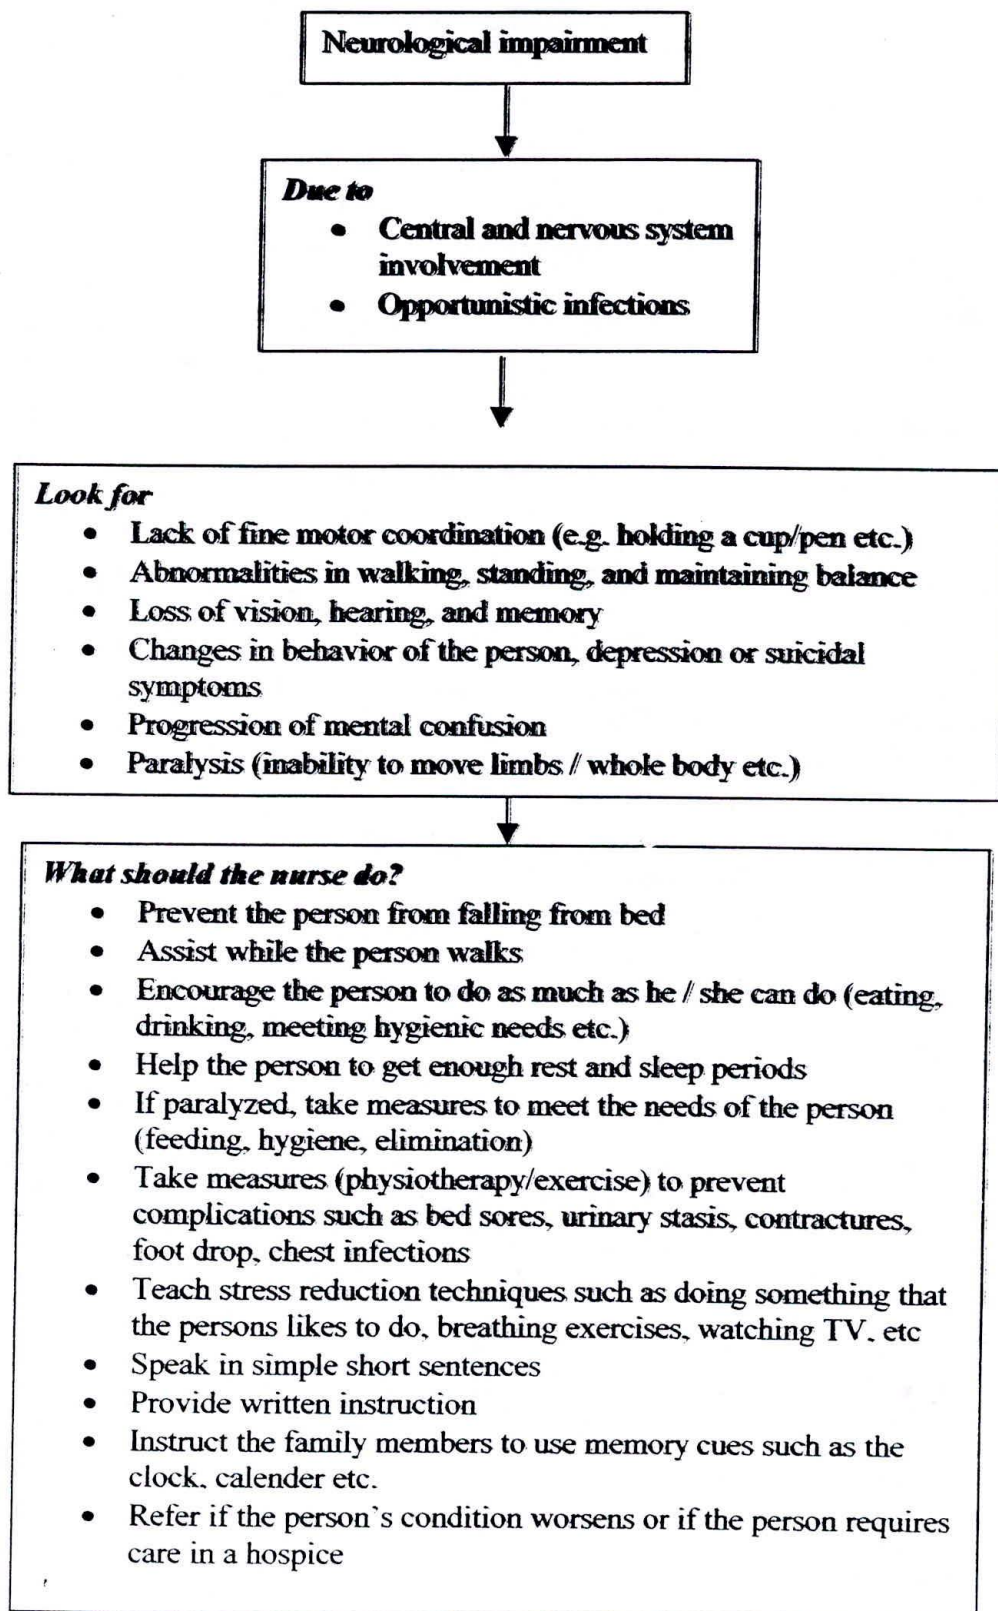 Neurological impairment
Due to
• Central and nervous system
involvement
• Opportunistic infections
Look for
• Lack of fine motor coordination (e.g. holding a cup/pen etc.)
• Abnormalities in walking, standing, and maintaining balance
• Loss of vision, hearing, and memory
• Changes in behavior of the person, depression or suicidal
symptoms
• Progression of mental confusion
• Paralysis (inability to move limbs / whole body etc.)
What should the nurse do?
• Prevent the person from falling from bed
• Assist while the person walks
• Encourage the person to do as much as he / she can do (eating,
drinking, meeting hygienic needs etc.)
• Help the person to get enough rest and sleep periods
• If paralyzed, take measures to meet the needs of the person
(feeding, hygiene, elimination)
• Take measures (physiotherapy/exercise) to prevent
complications such as bed sores, urinary stasis, contractures,
foot drop, chest infections
• Teach stress reduction techniques such as doing something that
the persons likes to do, breathing exercises, watching TV. etc
• Speak in simple short sentences
• Provide written instruction
• Instruct the family members to use memory cues such as the
clock, calender etc.
• Refer if the person's condition worsens or if the person requires
care in a hospice